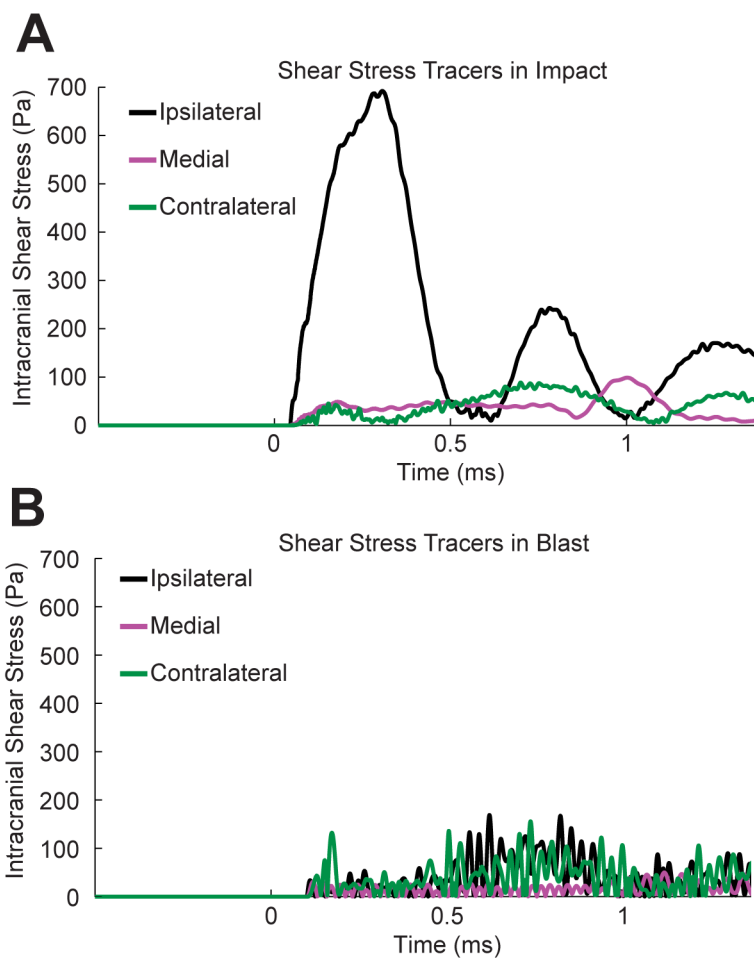 A
Shear Stress Tracers in Impact
Intracranial Shear Stress (Pa)
700
600
500
400
300
200
100
0
Ipsilateral
Medial
Contralateral
0
0.5
1
Time (ms)
B
Shear Stress Tracers in Blast
Intracranial Shear Stress (Pa)
700
600
500
400
300
200
100
0
Ipsilateral
Medial
Contralateral
0
0.5
1
Time (ms)